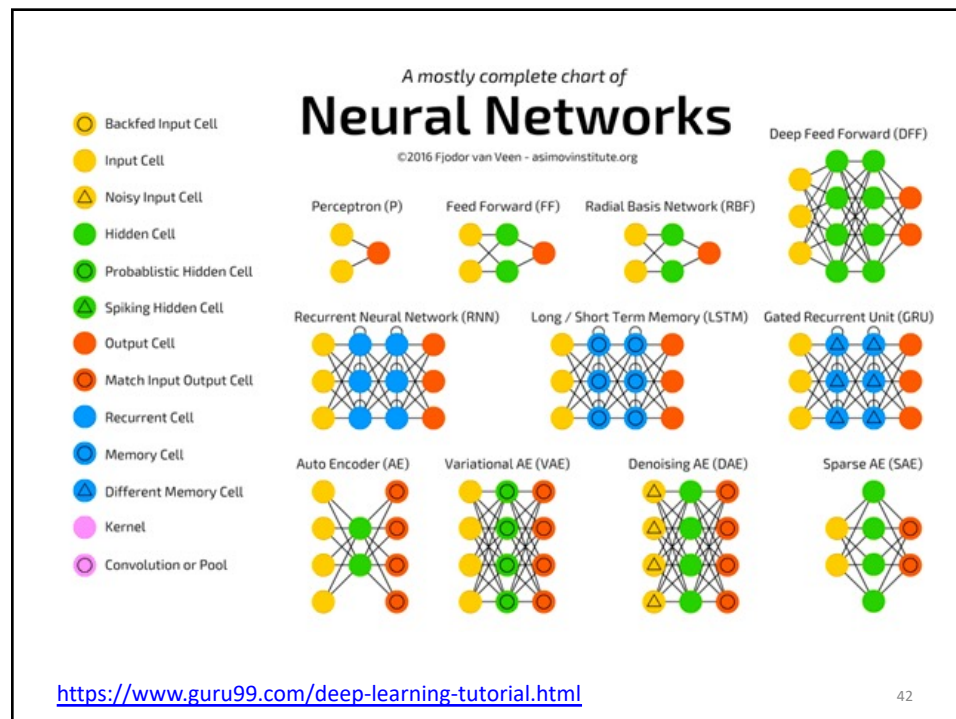 A mostly complete chart of
Neural Networks
©2016 Fjodor van Veen - asimovinstitute.org
Backfed Input Cell
Input Cell
Noisy Input Cell
Hidden Cell
Probablistic Hidden Cell
Spiking Hidden Cell
Output Cell
Match Input Output Cell
Recurrent Cell
Memory Cell
Different Memory Cell
Kernel
Convolution or Pool
Deep Feed Forward (DFF)
Perceptron (P)
Feed Forward (FF)
Radial Basis Network (RBF)
Recurrent Neural Network (RNN)
Long / Short Term Memory (LSTM)
Gated Recurrent Unit (GRU)
Auto Encoder (AE)
Variational AE (VAE)
Denoising AE (DAE)
Sparse AE (SAE)
https://www.guru99.com/deep-learning-tutorial.html
42